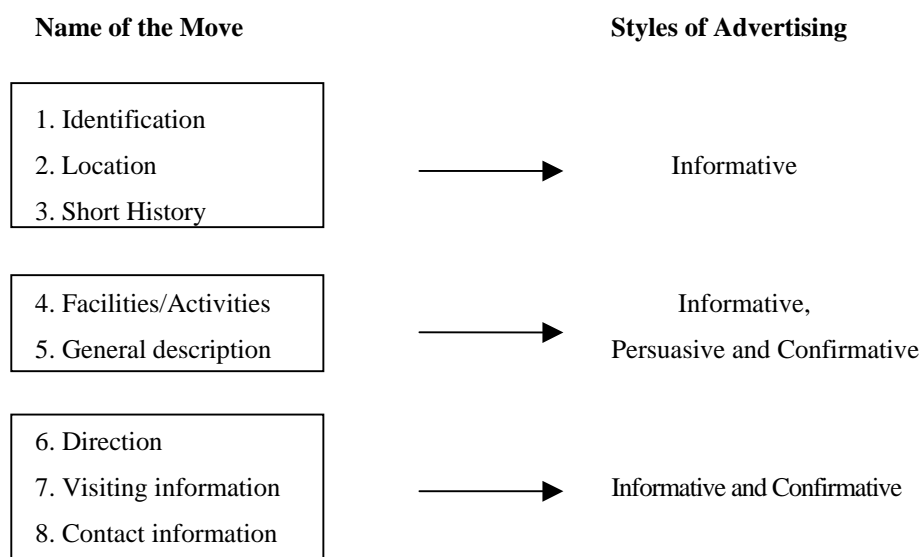 Name of the Move
Styles of Advertising
1. Identification
2. Location
3. Short History
Informative
4. Facilities/Activities
5. General description
Informative,
Persuasive and Confirmative
6. Direction
7. Visiting information
8. Contact information
Informative and Confirmative